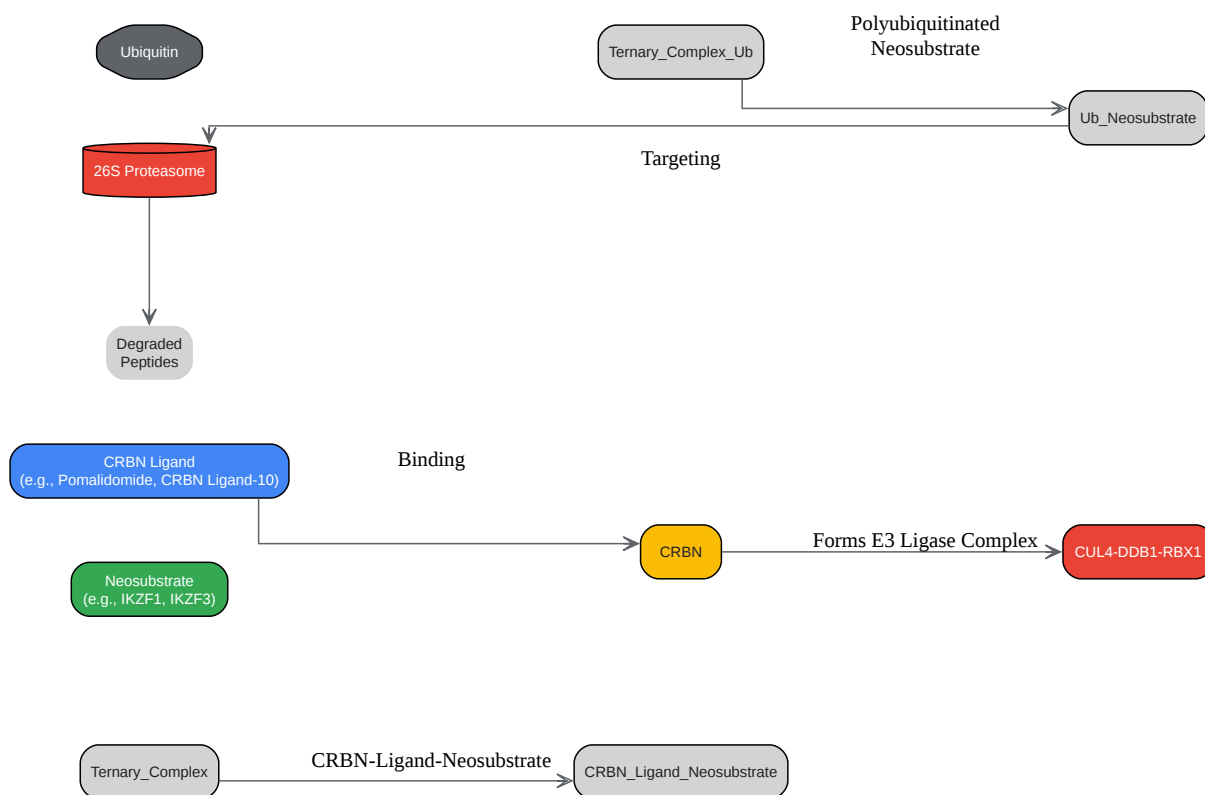 Polyubiquitinated
Neosubstrate
Ubiquitin
Ternary_Complex_Ub
Ub_Neosubstrate
Targeting
26S Proteasome
Degraded
Peptides
CRBN Ligand
(e.g., Pomalidomide, CRBN Ligand-10)
Binding
Forms E3 Ligase Complex
CRBN
CUL4-DDB1-RBX1
Neosubstrate
(e.g., IKZF1, IKZF3)
CRBN-Ligand-Neosubstrate
Ternary_Complex
CRBN_Ligand_Neosubstrate